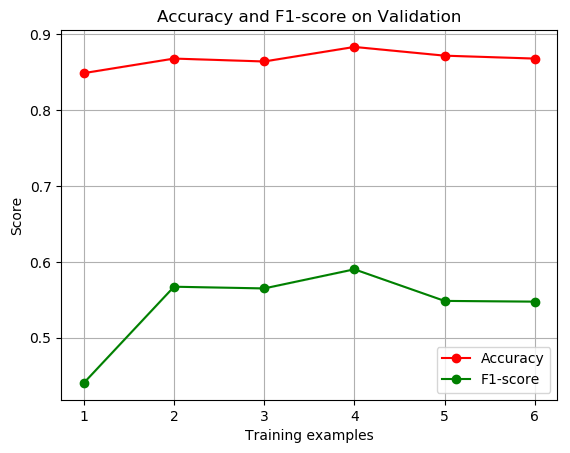 Accuracy and F1-score on Validation
0.9
0.8
0.7
0.6
0.5
Score
1 2 3 4 5 6
Training examples
Accuracy
F1-score